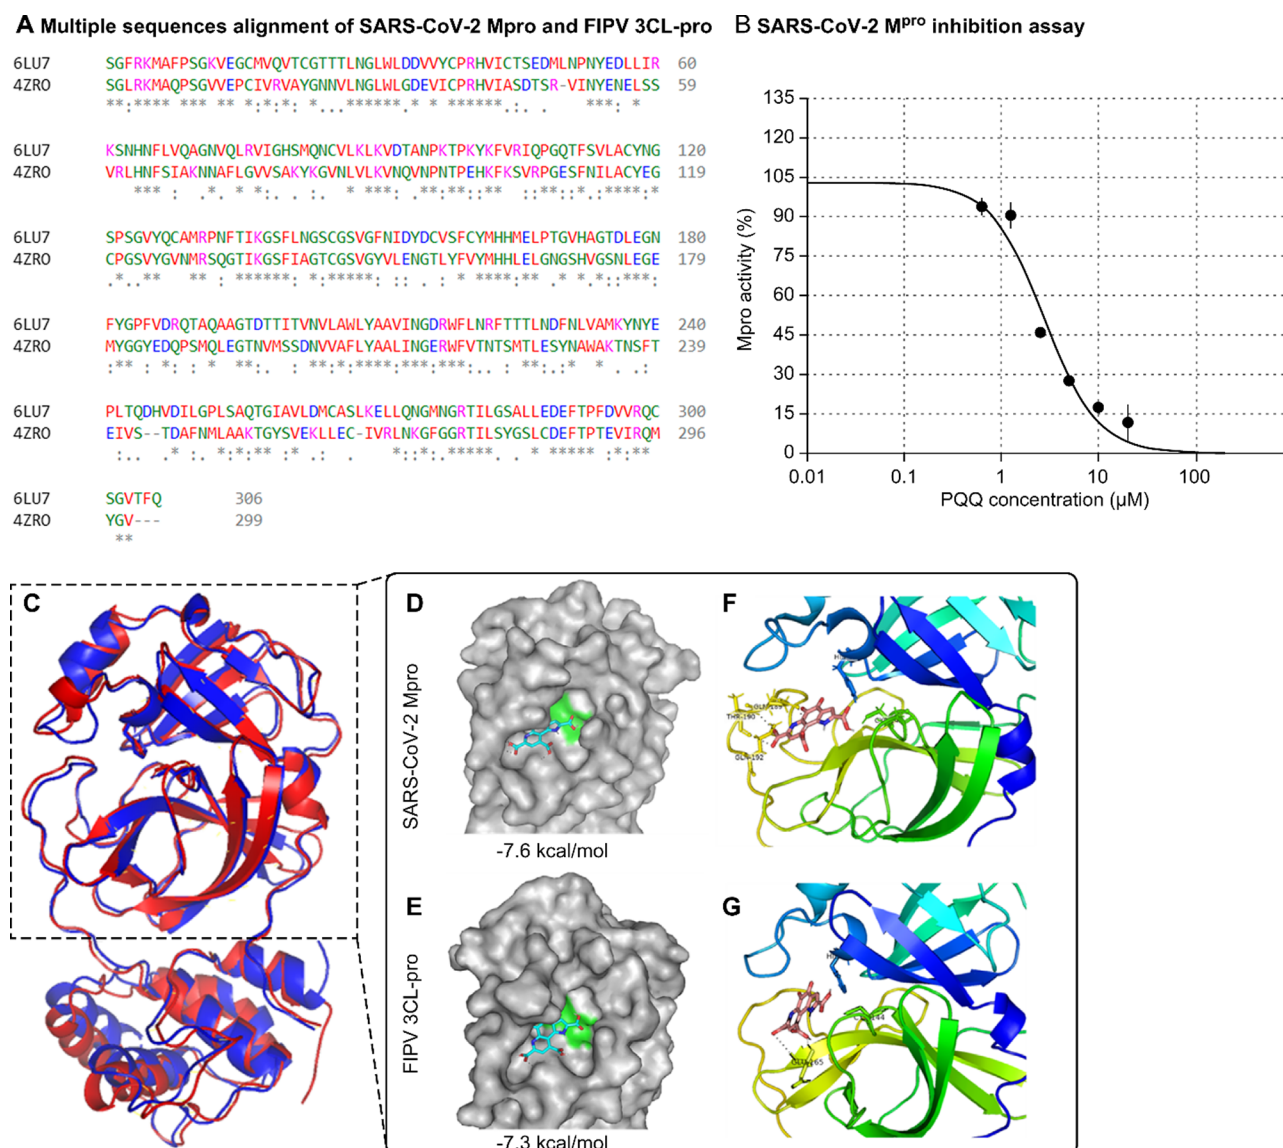 A Multiple sequences alignment of SARS-CoV-2 Mpro and FIPV 3CL-pro
6LU7 SGFRKMAFPSGKVEGCMVQVTCGTTTLNGLWLDDVVYCPRHVICTSEDMLNPNYEDLLIR 60
4ZRO SGLRKMAQPSGVVEPCIVRVAYGNNVLNGLWLGDEVICPRHVIASDTSR-VINYENELSS 59
**:**** *** ** *:*:*: *...****** * * ******.:. . ***: *
6LU7 KSNHNFLVQAGNVQLRVIGHSMQNCVLKLKVDTANPKTPKYKFVRIQPGQTFSVLACYNG 120
4ZRO VRLHNFSIAKNNAFLGVVSAKYKGVNLVLKVNQVNPNTPEHKFKSVRPGESFNILACYEG 119
6LU7 SPSGVYQCAMRPNFTIKGSFLNGSCGSVGFNIDYDCVSFCYMHHMELPTGVHAGTDLEGN 180
4ZRO CPGSVYGVNMRSQGTIKGSFIAGTCGSVGYVLENGTLYFVYMHHLELGNGSHVGSNLEGE 179
6LU7 FYGPFVDRQTAQAAGTDTTITVNVLAWLYAAVINGDRWFLNRFTTTLNDFNLVAMKYNYE 240
4ZRO MYGGYEDQPSMQLEGTNVMSSDNVVAFLYAALINGERWFVTNTSMTLESYNAWAKTNSFT 239
6LU7 PLTQDHVDILGPLSAQTGIAVLDMCASLKELLQNGMNGRTILGSALLEDEFTPFDVVRQC 300
4ZRO EIVS--TDAFNMLAAKTGYSVEKLLEC-IVRLNKGFGGRTILSYGSLCDEFTPTEVIRQM 296
6LU7 SGVTFQ 306
4ZRO YGV--- 299
**
B SARS-CoV-2 Mpro inhibition assay
135
120
105
90
75
60
45
30
15
0
Mpro activity (%)
0.01 0.1 1 10 100
PQQ concentration (μM)
C
D
SARS-CoV-2 Mpro
-7.6 kcal/mol
E
FIPV 3CL-pro
-7.3 kcal/mol
F
THR-190
G